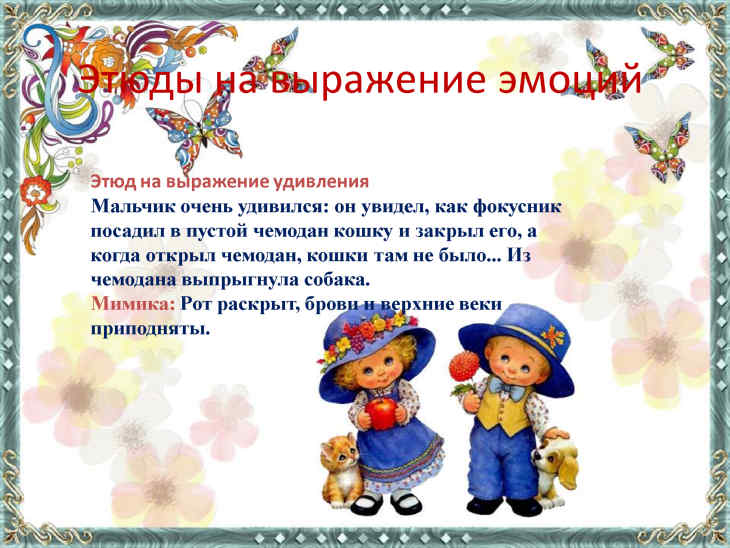 Этюды на выражение эмоций
Этюд на выражение удивления
Мальчик очень удивился: он увидел, как фокусник
посадил в пустой чемодан кошку и закрыл его, а
когда открыл чемодан, кошки там не было... Из
чемодана выпрыгнула собака.
Мимика: Рот раскрыт, брови и верхние веки
приподняты.